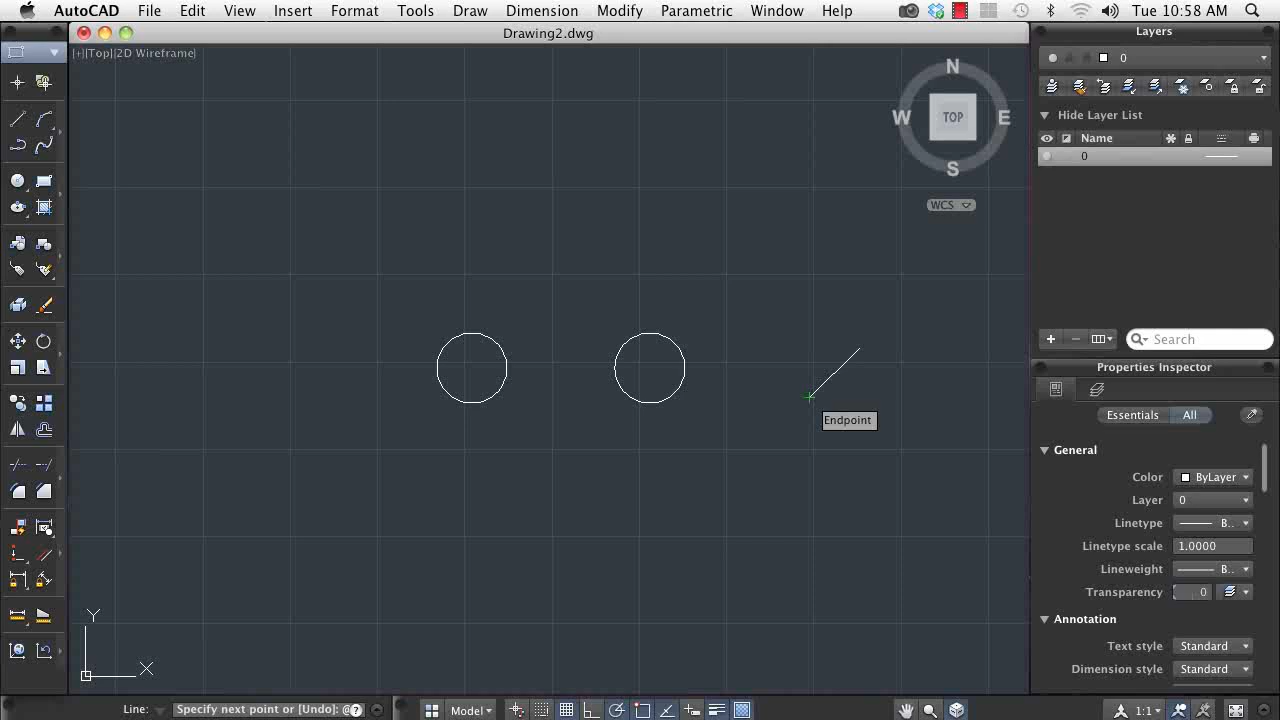 AutoCAD File Edit View Insert Format Tools Draw Dimension Modify Parametric Window Help Tue 10:58 AM
Drawing2.dwg
[+][Top][2D Wireframe]
N
W TOP E
S
WCS
Endpoint
Y
X
Layers
0
Hide Layer List
Name
0
Search
Properties Inspector
Essentials All
General
Color ByLayer
Layer 0
Linetype B..
Linetype scale 1.0000
Lineweight B..
Transparency 0
Annotation
Text style Standard
Dimension style Standard
Line: Specify next point or [Undo]: @ Model 1:1